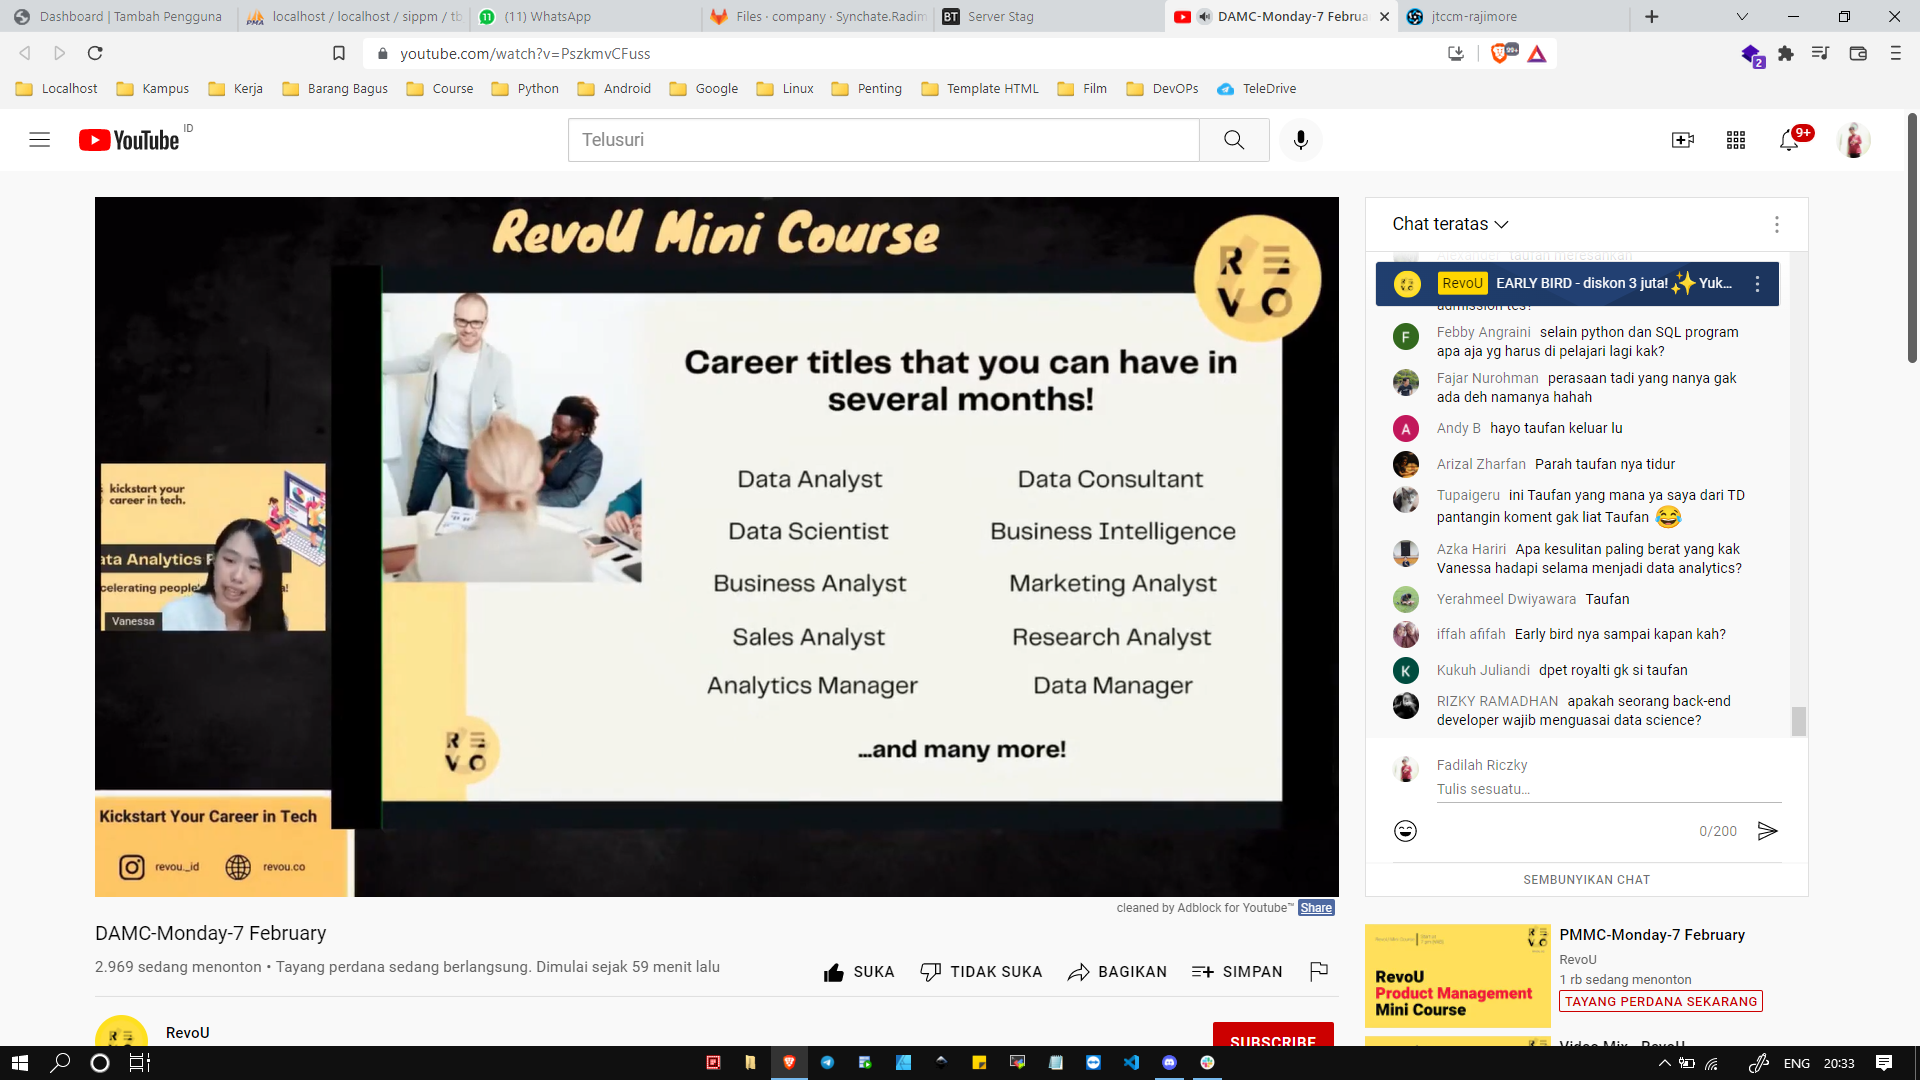 Dashboard | Tambah Pengguna
localhost / localhost / sippm / tb
(11) WhatsApp
Files · company · Synchate.Radim
Server Stag
DAMC-Monday-7 Februa
jtccm-rajimore
youtube.com/watch?v=PszkmvCFuss
99+
2
Localhost
Kampus
Kerja
Barang Bagus
Course
Python
Android
Google
Linux
Penting
Template HTML
Film
DevOPs
TeleDrive
YouTube ID
Telusuri
9+
RevoU Mini Course
REVO
Career titles that you can have in
several months!
Data Analyst
Data Consultant
Data Scientist
Business Intelligence
Business Analyst
Marketing Analyst
Sales Analyst
Research Analyst
Analytics Manager
Data Manager
...and many more!
REVO
kickstart your
career in tech.
ata Analytics P
celerating people'
Vanessa
Kickstart Your Career in Tech
revou_id
revou.co
cleaned by Adblock for Youtube™ Share
DAMC-Monday-7 February
2.969 sedang menonton • Tayang perdana sedang berlangsung. Dimulai sejak 59 menit lalu
SUKA
TIDAK SUKA
BAGIKAN
SIMPAN
RevoU
SUBSCRIBE
Chat teratas
Alexander taufan meresahkan
RevoU EARLY BIRD - diskon 3 juta!✨ Yuk...
admission tes?
Febby Angraini selain python dan SQL program
apa aja yg harus di pelajari lagi kak?
Fajar Nurohman perasaan tadi yang nanya gak
ada deh namanya hahah
Andy B hayo taufan keluar lu
Arizal Zharfan Parah taufan nya tidur
Tupaigeru ini Taufan yang mana ya saya dari TD
pantangin koment gak liat Taufan 😂
Azka Hariri Apa kesulitan paling berat yang kak
Vanessa hadapi selama menjadi data analytics?
Yerahmeel Dwiyawara Taufan
iffah afifah Early bird nya sampai kapan kah?
Kukuh Juliandi dpet royalti gk si taufan
RIZKY RAMADHAN apakah seorang back-end
developer wajib menguasai data science?
Fadilah Riczky
Tulis sesuatu...
0/200
SEMBUNYIKAN CHAT
RevoU
Product Management
Mini Course
PMMC-Monday-7 February
RevoU
1 rb sedang menonton
TAYANG PERDANA SEKARANG
Video Mix - RevoU
ENG
20:33